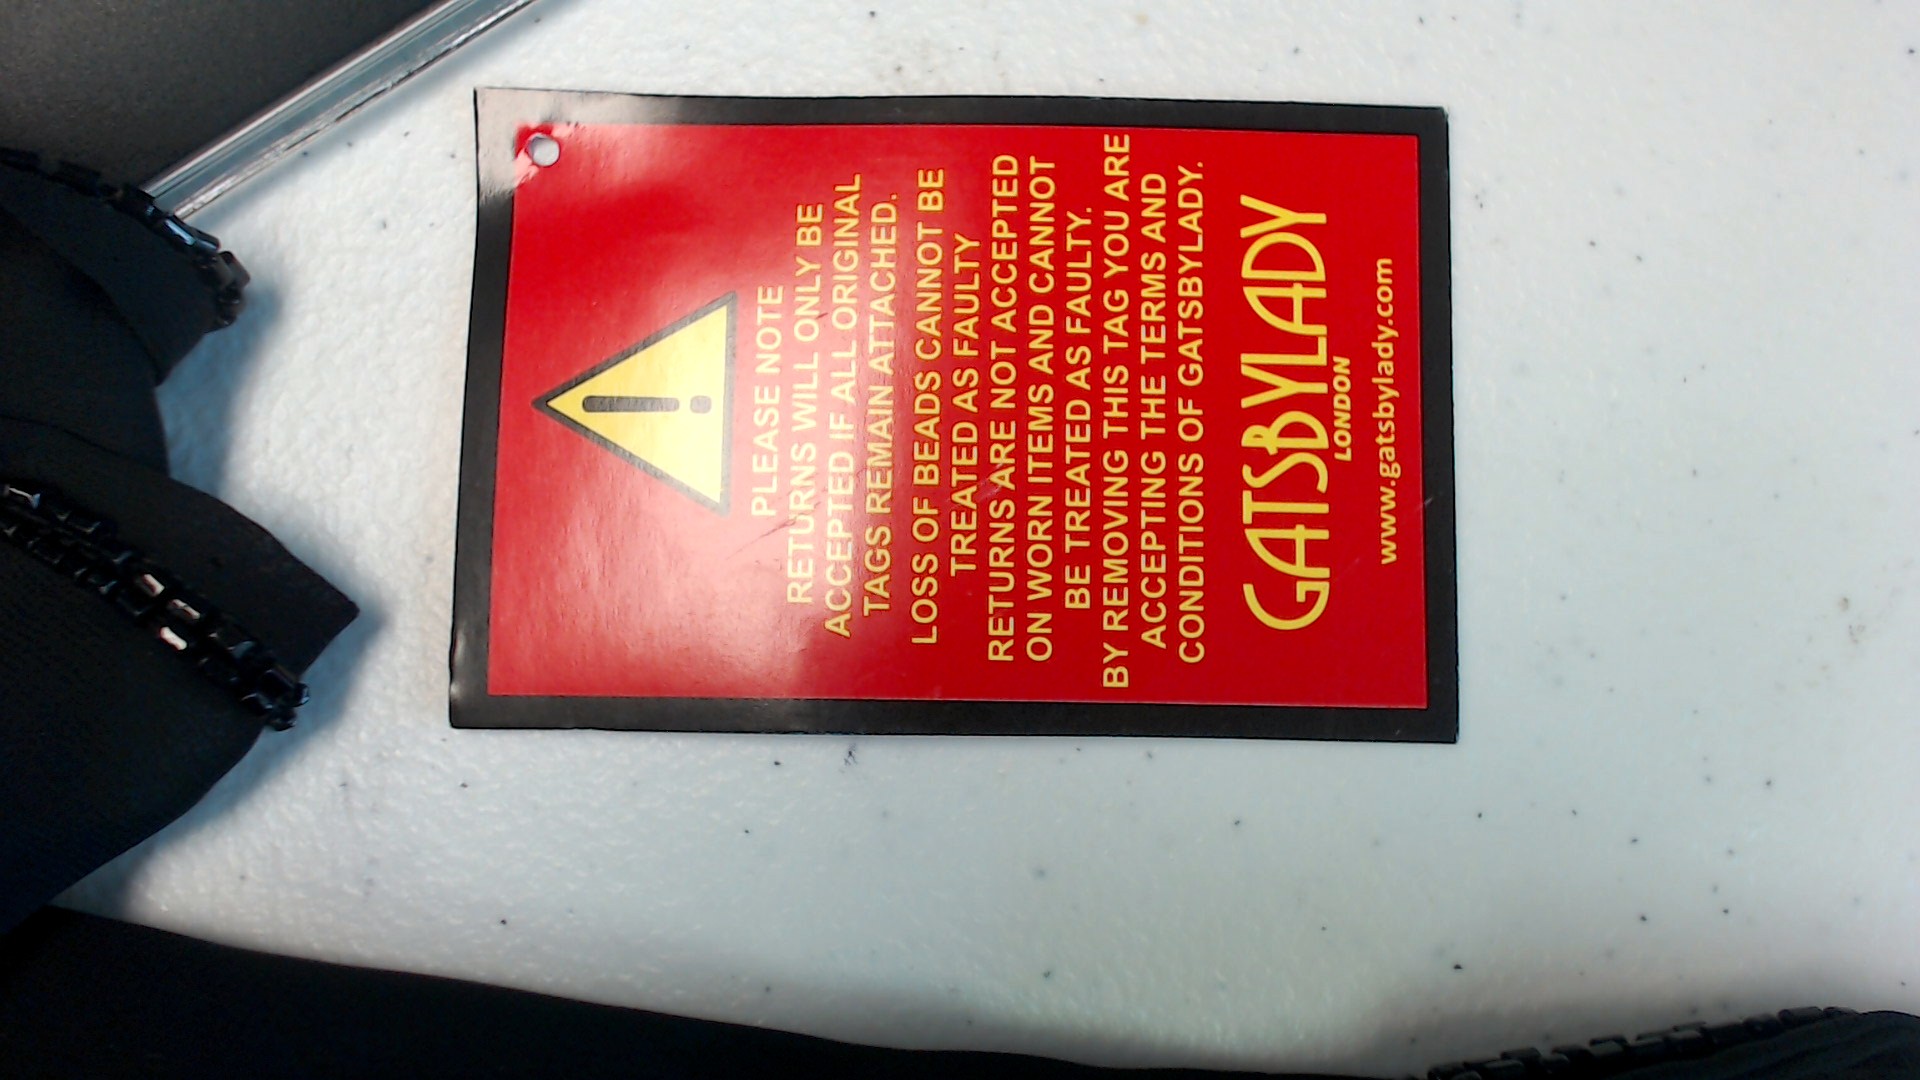 PLEASE NOTE
RETURNS WILL ONLY BE
ACCEPTED IF ALL ORIGINAL
TAGS REMAIN ATTACHED.
LOSS OF BEADS CANNOT BE
TREATED AS FAULTY
RETURNS ARE NOT ACCEPTED
ON WORN ITEMS AND CANNOT
BE TREATED AS FAULTY.
BY REMOVING THIS TAG YOU ARE
ACCEPTING THE TERMS AND
CONDITIONS OF GATSBYLADY.
GATSBYLADY
LONDON
www.gatsbylady.com